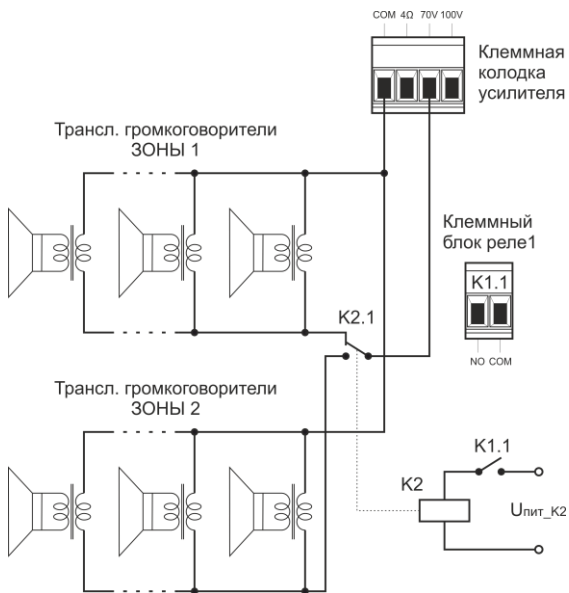 COM 4Ω 70V 100V
Клеммная
колодка
усилителя
Трансл. громкоговорители
ЗОНЫ 1
Клеммный
блок реле1
K1.1
NO COM
K2.1
Трансл. громкоговорители
ЗОНЫ 2
K1.1
K2
Uпит_K2